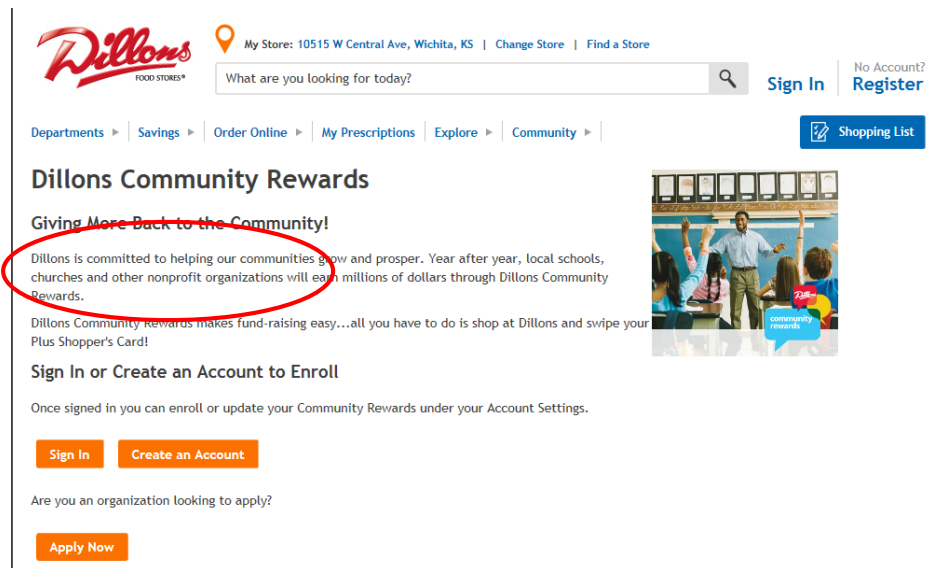 Dillons
FOOD STORES®
My Store: 10515 W Central Ave, Wichita, KS | Change Store | Find a Store
What are you looking for today?
Sign In
No Account?
Register
Departments
Savings
Order Online
My Prescriptions
Explore
Community
Shopping List
Dillons Community Rewards
Giving More Back to the Community!
Dillons is committed to helping our communities grow and prosper. Year after year, local schools,
churches and other nonprofit organizations will earn millions of dollars through Dillons Community
Rewards.
Dillons Community Rewards makes fund-raising easy...all you have to do is shop at Dillons and swipe your
Plus Shopper's Card!
Dillons
community
rewards
Sign In or Create an Account to Enroll
Once signed in you can enroll or update your Community Rewards under your Account Settings.
Sign In
Create an Account
Are you an organization looking to apply?
Apply Now